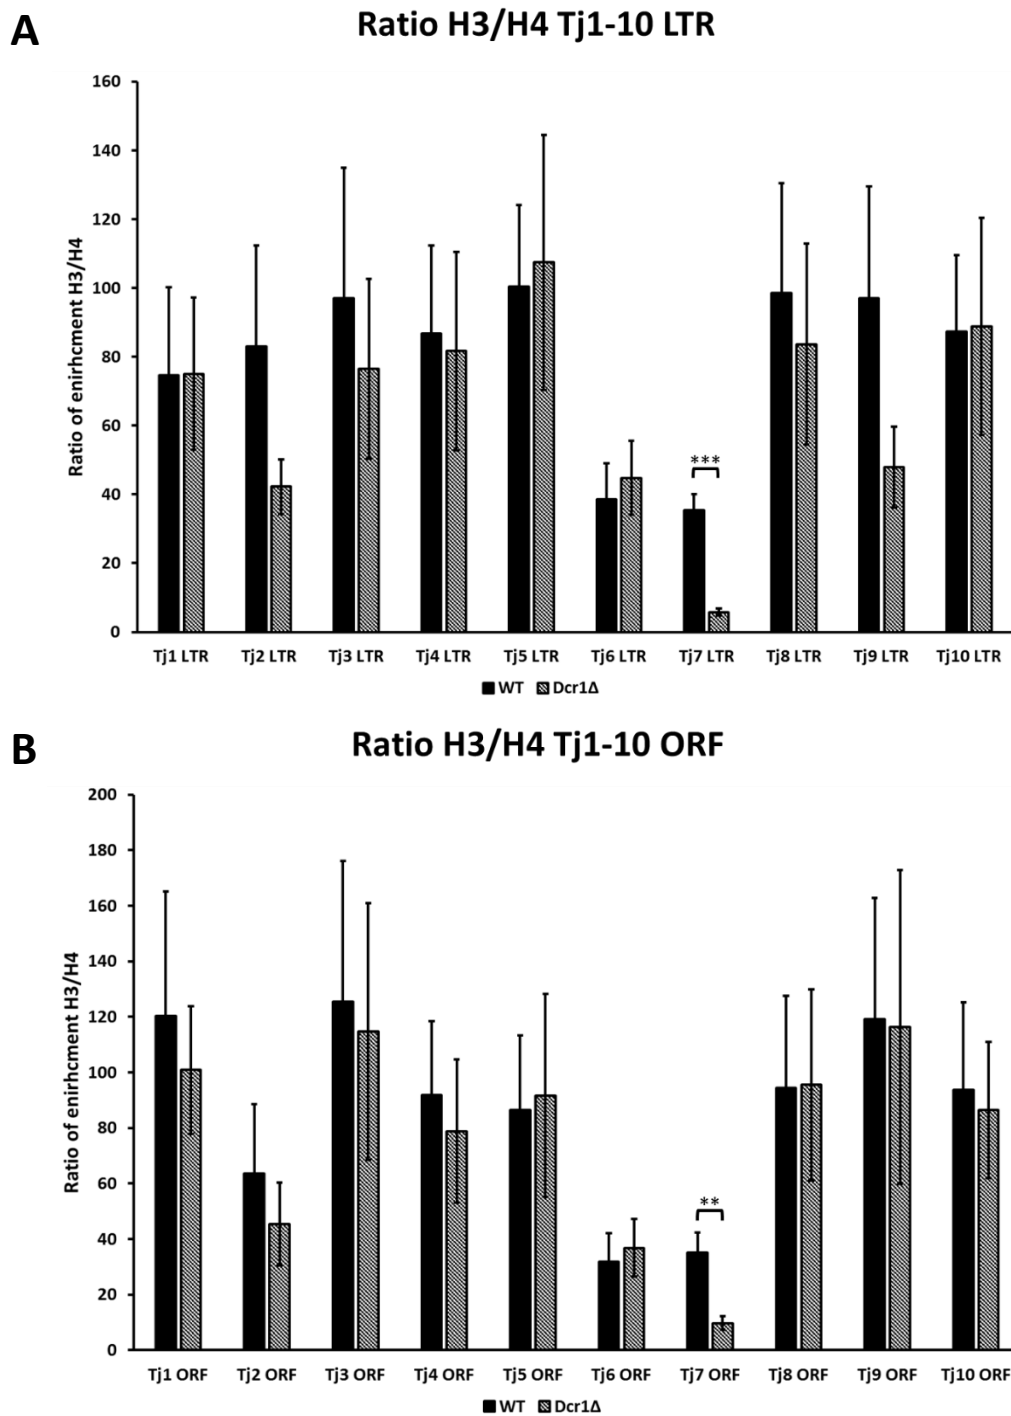 A
Ratio H3/H4 Tj1-10 LTR
160
140
120
100
80
60
40
20
0
Ratio of enirhcment H3/H4
***
Tj1 LTR Tj2 LTR Tj3 LTR Tj4 LTR Tj5 LTR Tj6 LTR Tj7 LTR Tj8 LTR Tj9 LTR Tj10 LTR
WT Dcr1Δ
B
Ratio H3/H4 Tj1-10 ORF
200
180
160
140
120
100
80
60
40
20
0
Ratio of enirhcment H3/H4
**
Tj1 ORF Tj2 ORF Tj3 ORF Tj4 ORF Tj5 ORF Tj6 ORF Tj7 ORF Tj8 ORF Tj9 ORF Tj10 ORF
WT Dcr1Δ